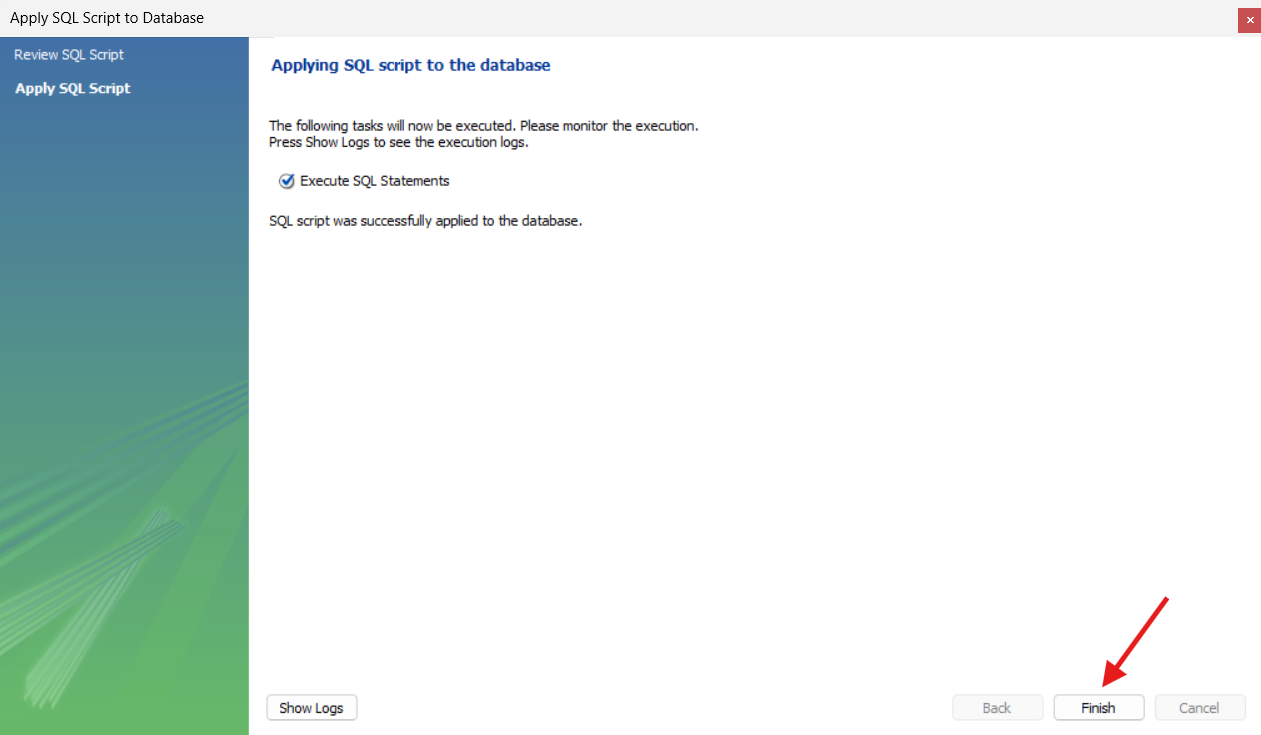 Apply SQL Script to Database
Review SQL Script
Apply SQL Script
Applying SQL script to the database
The following tasks will now be executed. Please monitor the execution.
Press Show Logs to see the execution logs.
Execute SQL Statements
SQL script was successfully applied to the database.
Show Logs
Back
Finish
Cancel